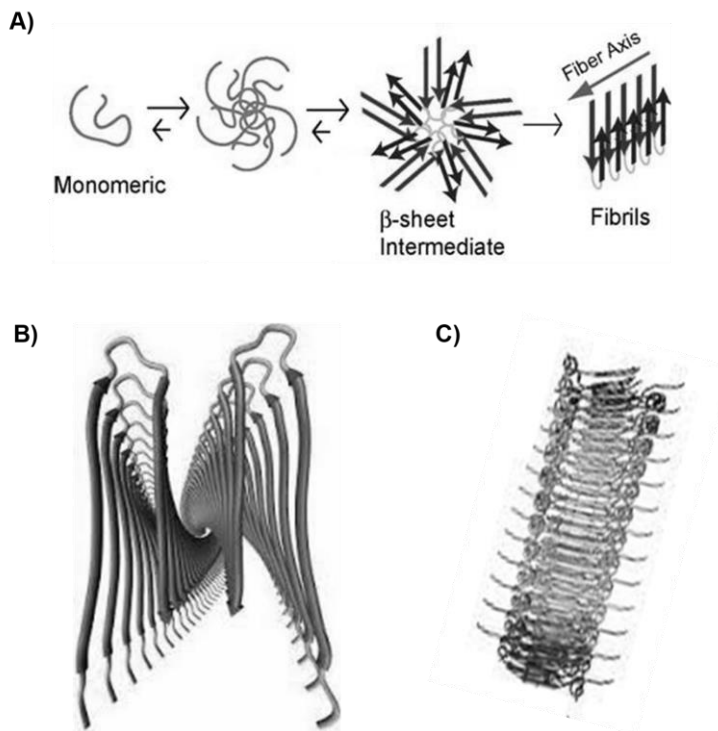 A)
Fiber Axis
Monomeric
β-sheet
Intermediate
Fibrils
B)
C)